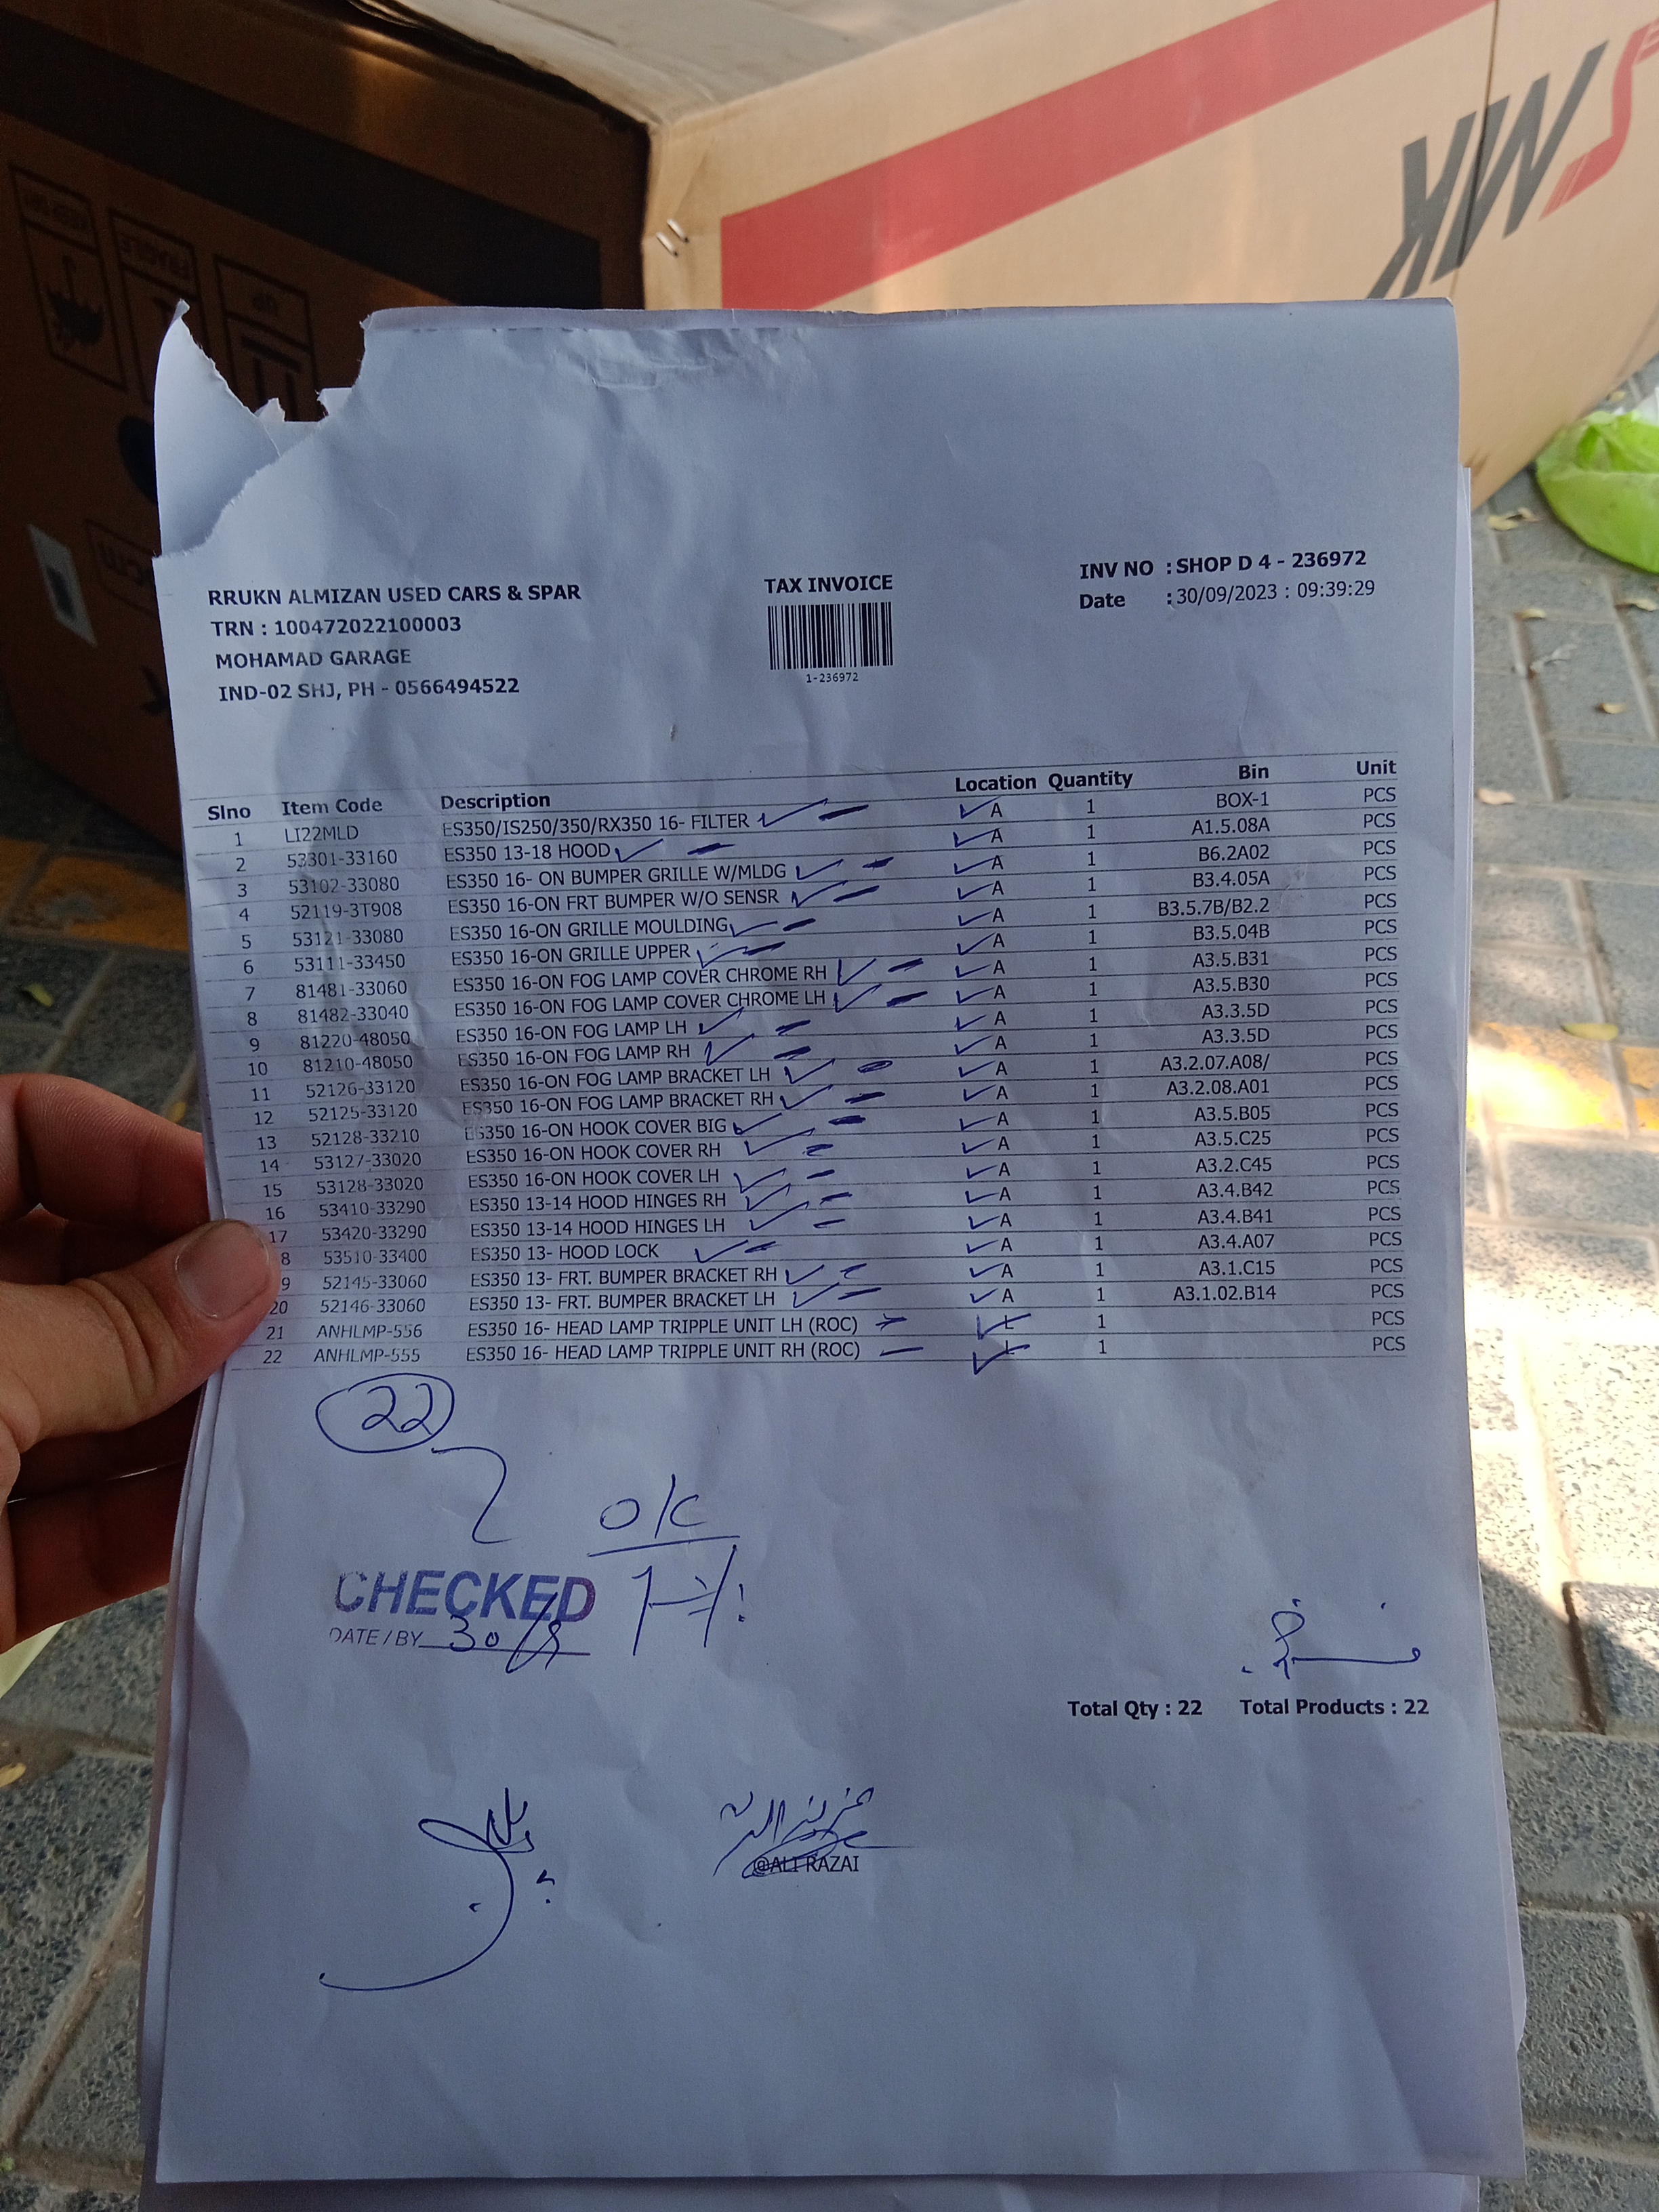 SMK
KEEP DRY
FRAGILE
UP
RRUKN ALMIZAN USED CARS & SPAR
TRN : 100472022100003
MOHAMAD GARAGE
IND-02 SHJ, PH - 0566494522
TAX INVOICE
1-236972
INV NO : SHOP D 4 - 236972
Date : 30/09/2023 : 09:39:29
Slno Item Code Description Location Quantity Bin Unit
1 LI22MLD ES350/IS250/350/RX350 16- FILTER A 1 BOX-1 PCS
2 53301-33160 ES350 13-18 HOOD A 1 A1.5.08A PCS
3 53102-33080 ES350 16- ON BUMPER GRILLE W/MLDG A 1 B6.2A02 PCS
4 52119-3T908 ES350 16-ON FRT BUMPER W/O SENSR A 1 B3.4.05A PCS
5 53121-33080 ES350 16-ON GRILLE MOULDING A 1 B3.5.7B/B2.2 PCS
6 53111-33450 ES350 16-ON GRILLE UPPER A 1 B3.5.04B PCS
7 81481-33060 ES350 16-ON FOG LAMP COVER CHROME RH A 1 A3.5.B31 PCS
8 81482-33040 ES350 16-ON FOG LAMP COVER CHROME LH A 1 A3.5.B30 PCS
9 81220-48050 ES350 16-ON FOG LAMP LH A 1 A3.3.5D PCS
10 81210-48050 ES350 16-ON FOG LAMP RH A 1 A3.3.5D PCS
11 52126-33120 ES350 16-ON FOG LAMP BRACKET LH A 1 A3.2.07.A08/ PCS
12 52125-33120 ES350 16-ON FOG LAMP BRACKET RH A 1 A3.2.08.A01 PCS
13 52128-33210 ES350 16-ON HOOK COVER BIG A 1 A3.5.B05 PCS
14 53127-33020 ES350 16-ON HOOK COVER RH A 1 A3.5.C25 PCS
15 53128-33020 ES350 16-ON HOOK COVER LH A 1 A3.2.C45 PCS
16 53410-33290 ES350 13-14 HOOD HINGES RH A 1 A3.4.B42 PCS
17 53420-33290 ES350 13-14 HOOD HINGES LH A 1 A3.4.B41 PCS
8 53510-33400 ES350 13- HOOD LOCK A 1 A3.4.A07 PCS
9 52145-33060 ES350 13- FRT. BUMPER BRACKET RH A 1 A3.1.C15 PCS
20 52146-33060 ES350 13- FRT. BUMPER BRACKET LH A 1 A3.1.02.B14 PCS
21 ANHLMP-556 ES350 16- HEAD LAMP TRIPPLE UNIT LH (ROC) L 1 PCS
22 ANHLMP-555 ES350 16- HEAD LAMP TRIPPLE UNIT RH (ROC) L 1 PCS
22
OK
CHECKED
DATE / BY 30/9
Total Qty : 22 Total Products : 22
@ALI RAZAI